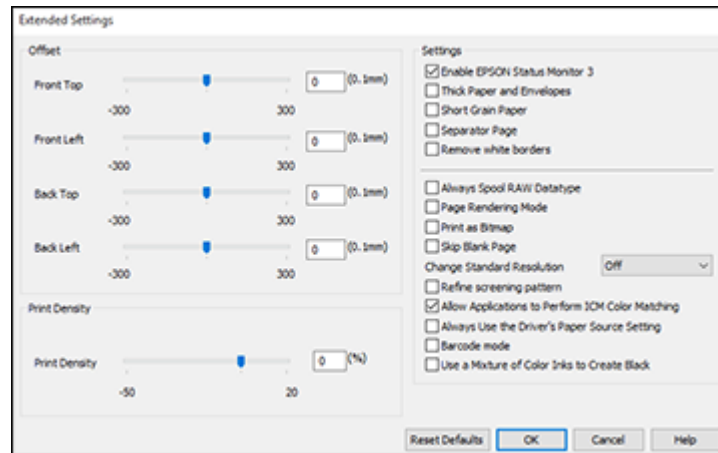 Extended Settings
Offset
Front Top
0 (0.1mm)
-300 300
Front Left
0 (0.1mm)
-300 300
Back Top
0 (0.1mm)
-300 300
Back Left
0 (0.1mm)
-300 300
Print Density
Print Density
0 (%)
-50 20
Settings
Enable EPSON Status Monitor 3
Thick Paper and Envelopes
Short Grain Paper
Separator Page
Remove white borders
Always Spool RAW Datatype
Page Rendering Mode
Print as Bitmap
Skip Blank Page
Change Standard Resolution Off
Refine screening pattern
Allow Applications to Perform ICM Color Matching
Always Use the Driver's Paper Source Setting
Barcode mode
Use a Mixture of Color Inks to Create Black
Reset Defaults OK Cancel Help